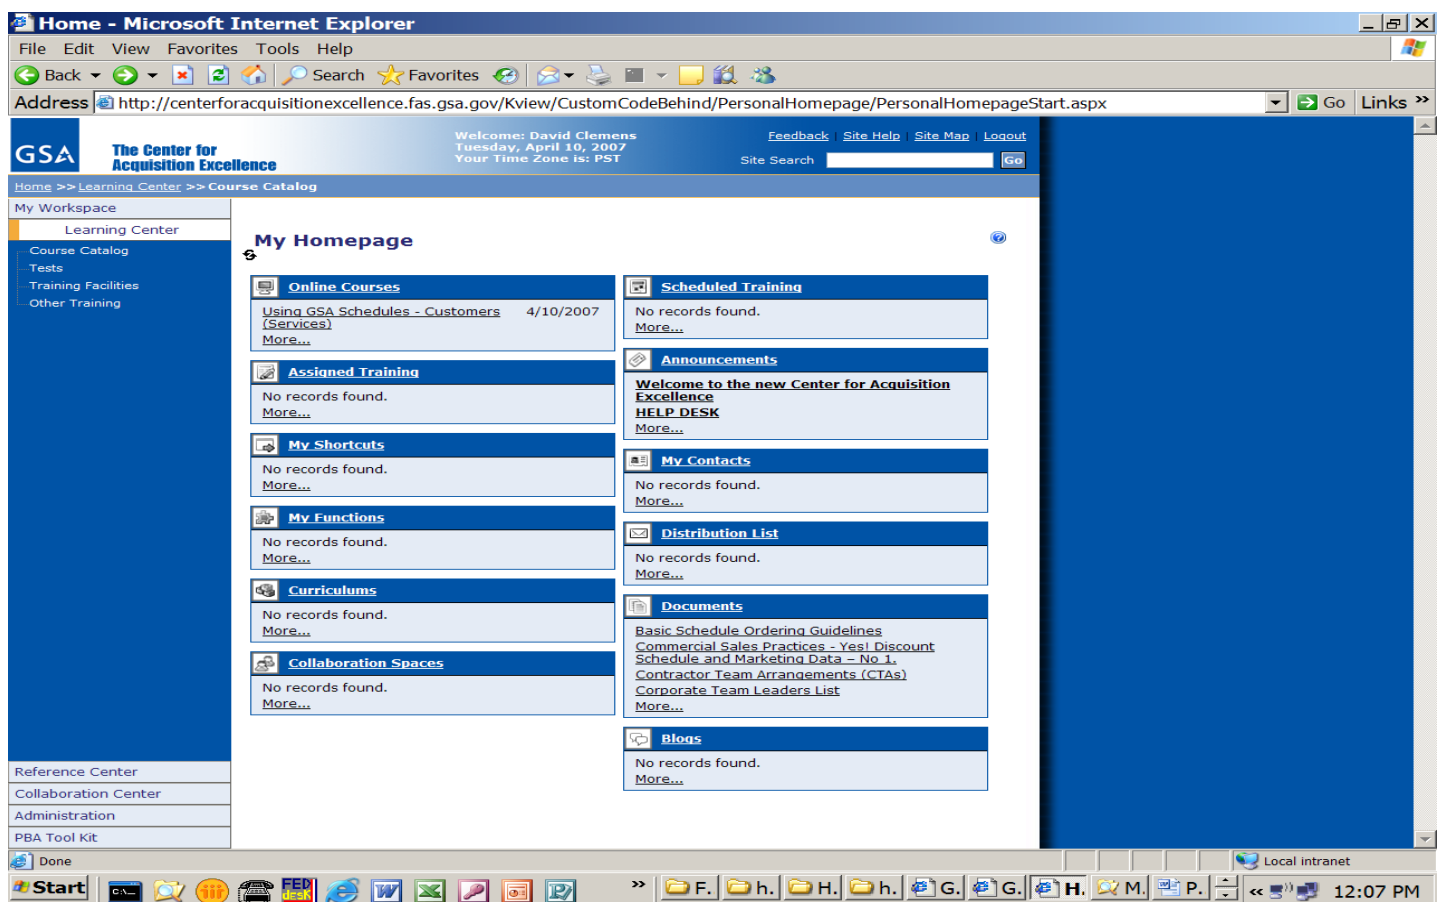 Home - Microsoft Internet Explorer
File Edit View Favorites Tools Help
Back Search Favorites
Address http://centerforacquisitionexcellence.fas.gsa.gov/Kview/CustomCodeBehind/PersonalHomepage/PersonalHomepageStart.aspx Go Links »
GSA
The Center for
Acquisition Excellence
Welcome: David Clemens
Tuesday, April 10, 2007
Your Time Zone is: PST
Feedback | Site Help | Site Map | Logout
Site Search Go
Home >> Learning Center >> Course Catalog
My Workspace
Learning Center
Course Catalog
Tests
Training Facilities
Other Training
Reference Center
Collaboration Center
Administration
PBA Tool Kit
My Homepage
Online Courses
Using GSA Schedules - Customers 4/10/2007
(Services)
More...
Assigned Training
No records found.
More...
My Shortcuts
No records found.
More...
My Functions
No records found.
More...
Curriculums
No records found.
More...
Collaboration Spaces
No records found.
More...
Scheduled Training
No records found.
More...
Announcements
Welcome to the new Center for Acquisition
Excellence
HELP DESK
More...
My Contacts
No records found.
More...
Distribution List
No records found.
More...
Documents
Basic Schedule Ordering Guidelines
Commercial Sales Practices - Yes! Discount
Schedule and Marketing Data – No 1.
Contractor Team Arrangements (CTAs)
Corporate Team Leaders List
More...
Blogs
No records found.
More...
Done Local intranet
Start FED desk » F. h. H. h. G. G. H. M. P. « 12:07 PM